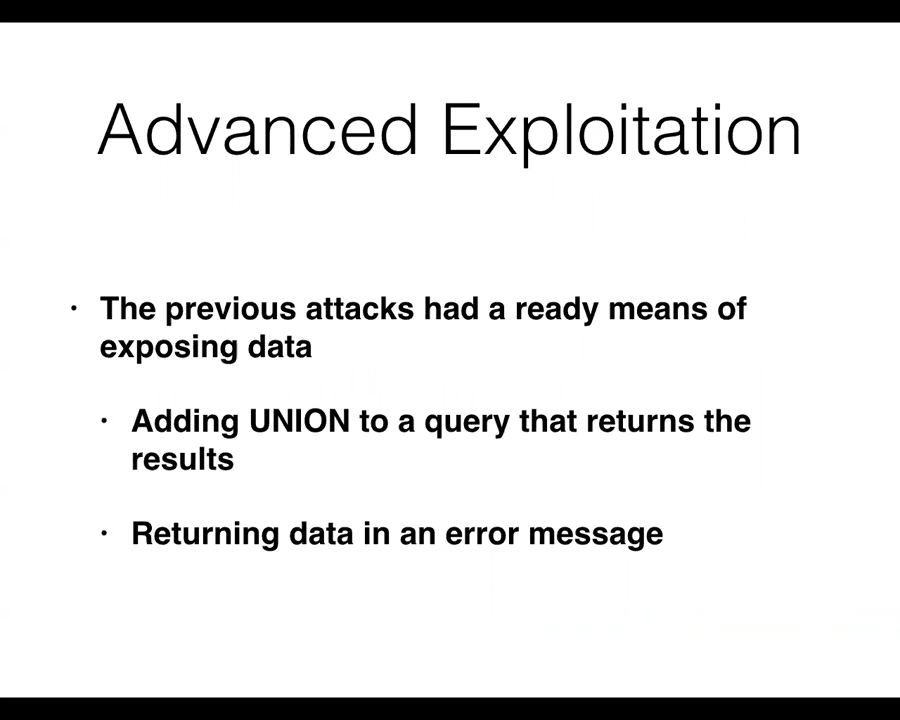 Advanced Exploitation
· The previous attacks had a ready means of
exposing data
· Adding UNION to a query that returns the
results
· Returning data in an error message